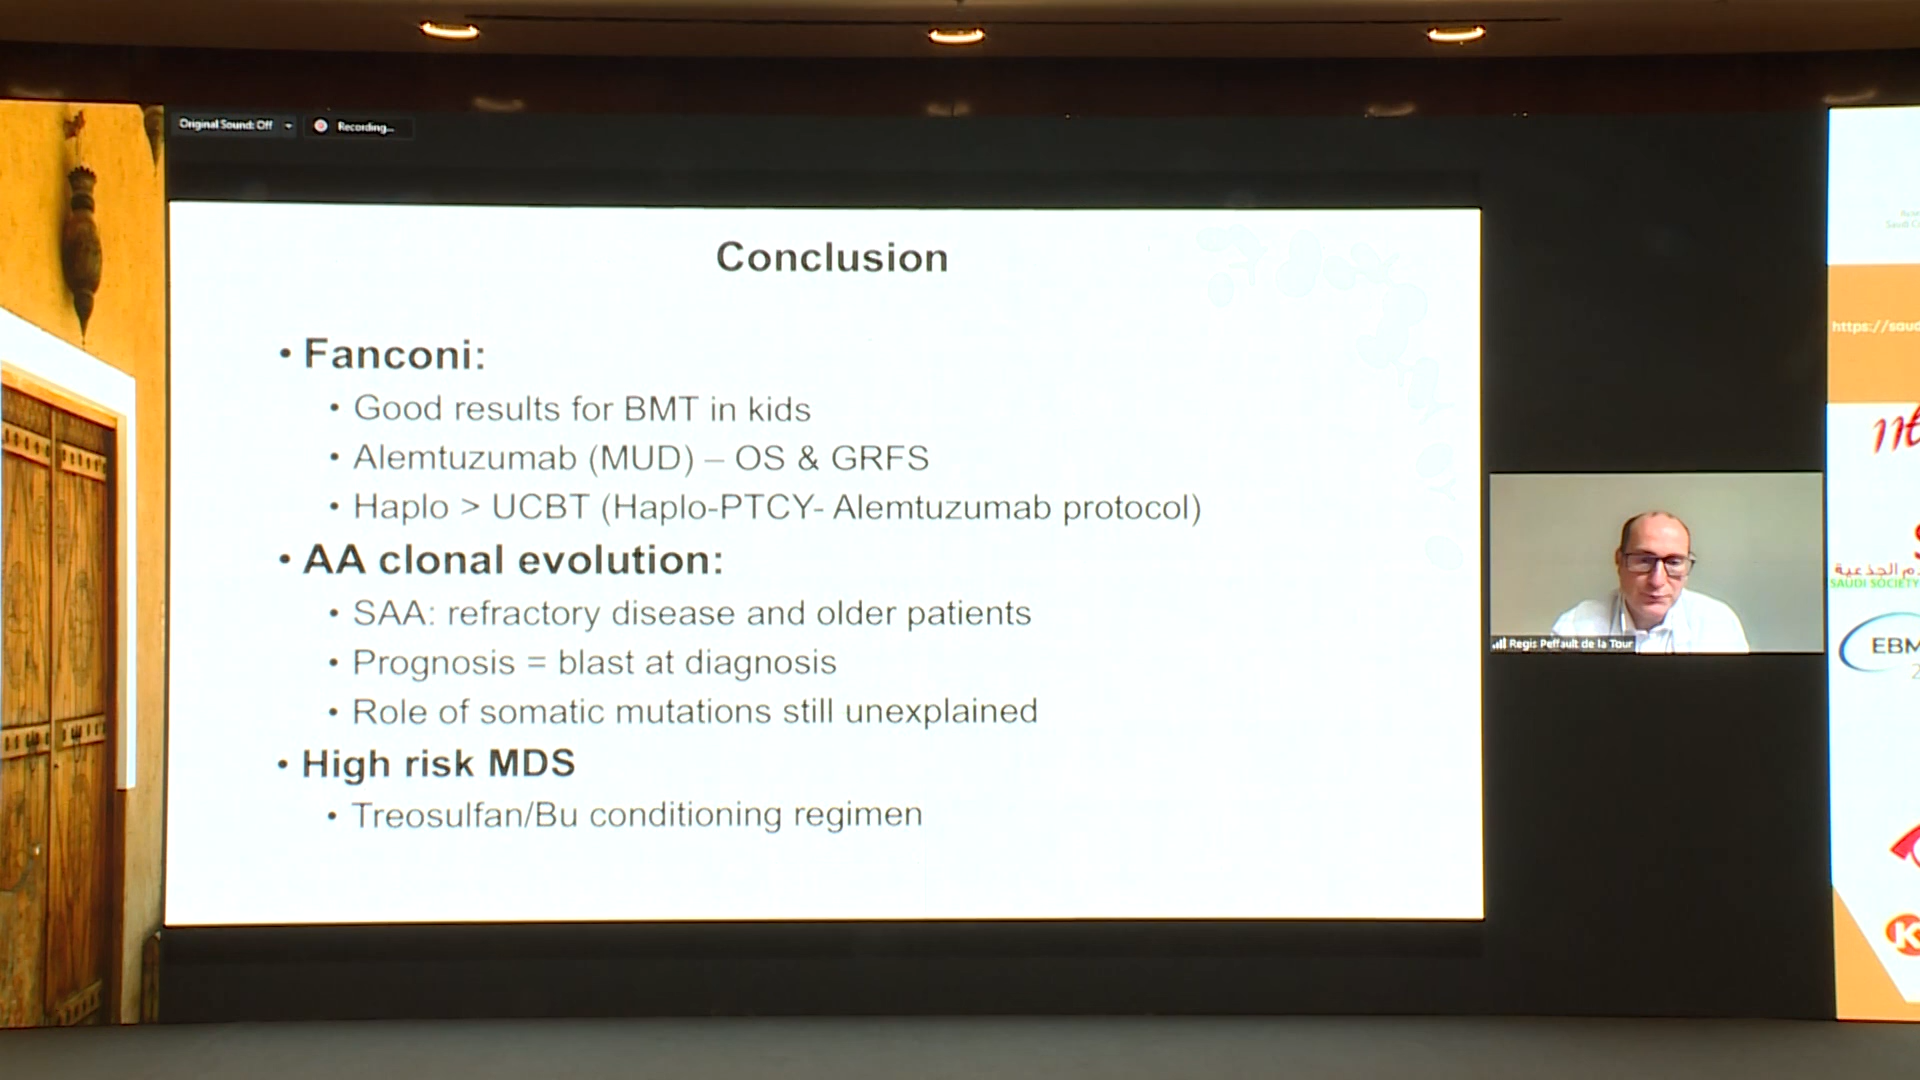 Original Sound: Off
Recording...
Conclusion
• Fanconi:
• Good results for BMT in kids
• Alemtuzumab (MUD) – OS & GRFS
• Haplo > UCBT (Haplo-PTCY- Alemtuzumab protocol)
• AA clonal evolution:
• SAA: refractory disease and older patients
• Prognosis = blast at diagnosis
• Role of somatic mutations still unexplained
• High risk MDS
• Treosulfan/Bu conditioning regimen
Regis Peffault de la Tour
https://saud
SAUDI SOCIETY
EBM